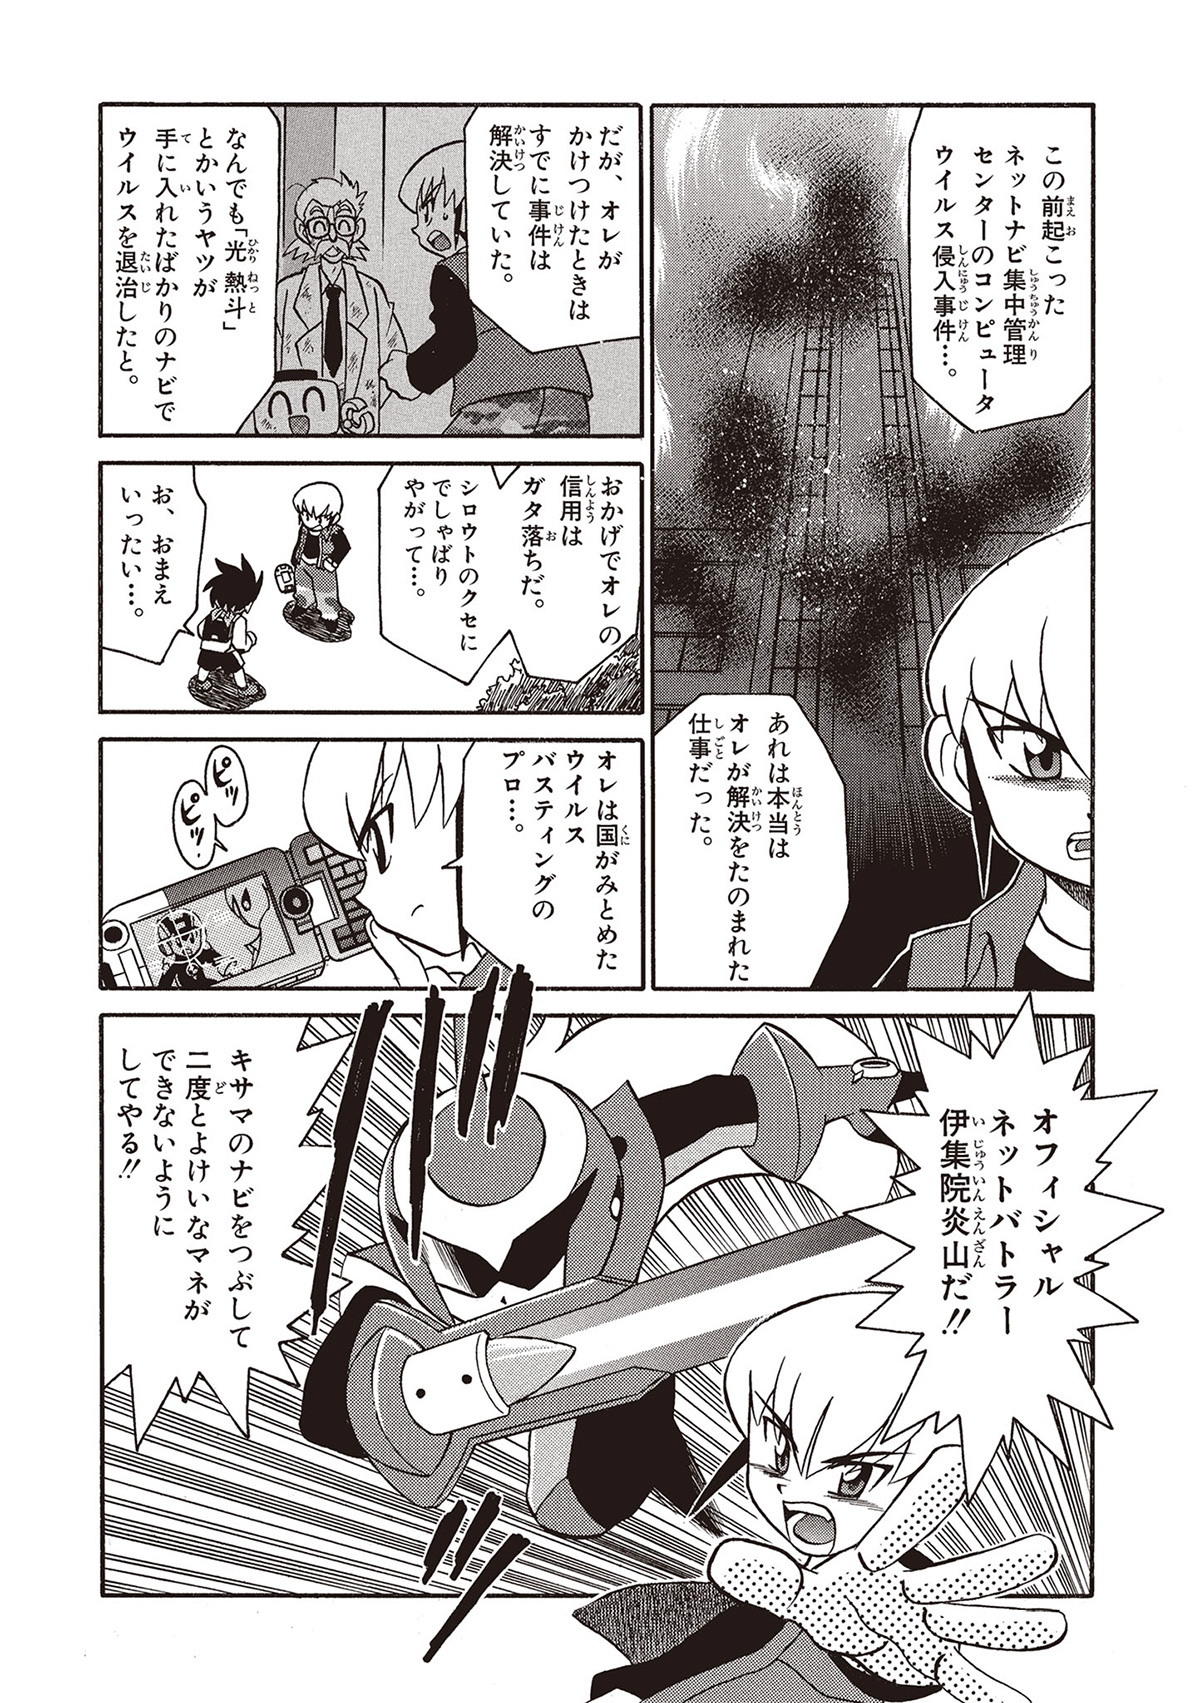 この前起こった
ネットナビ集中管理
センターのコンピュータ
ウイルス侵入事件…。
あれは本当は
オレが解決をたのまれた
仕事だった。
だが、オレが
かけつけたときは
すでに事件は
解決していた。
なんでも「光熱斗」
とかいうヤツが
手に入れたばかりのナビで
ウイルスを退治したと。
おかげでオレの
信用は
ガタ落ちだ。
シロウトのクセに
でしゃばり
やがって…。
お、おまえ
いったい…。
オレは国がみとめた
ウイルス
バスティングの
プロ…。
ピッ
ピッ
オフィシャル
ネットバトラー
伊集院炎山だ!!
キサマのナビをつぶして
二度とよけいなマネが
できないように
してやる!!